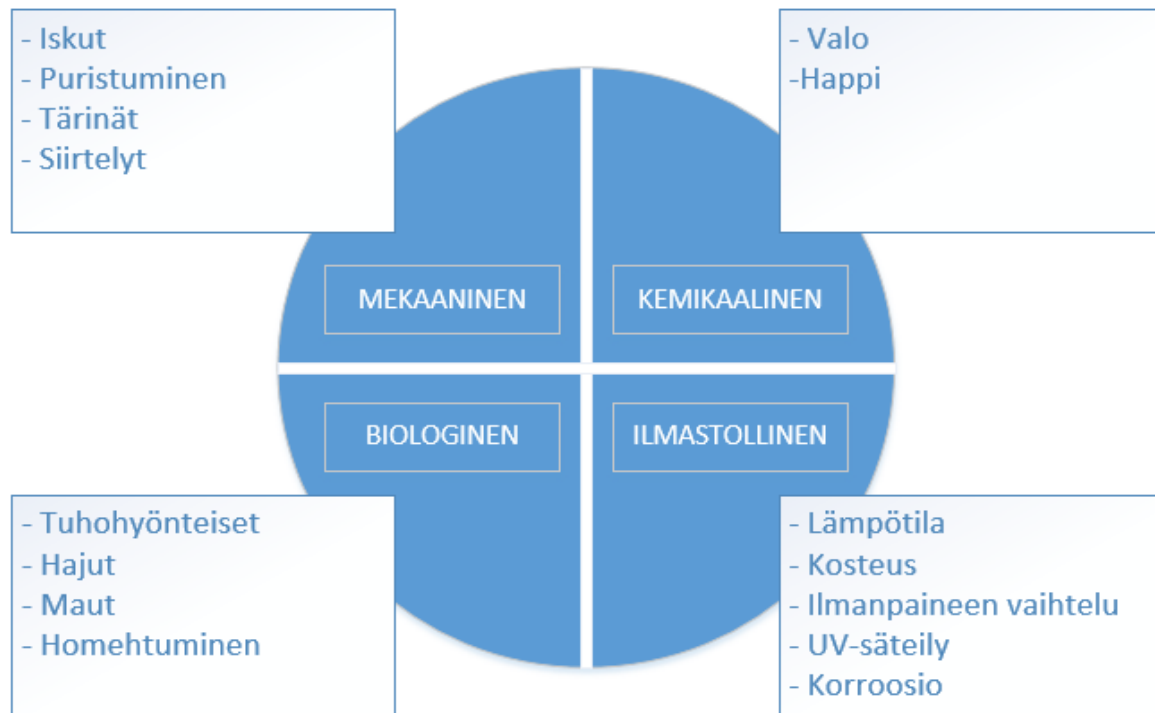 - Iskut
- Puristuminen
- Tärinät
- Siirtelyt
- Valo
-Happi
MEKAANINEN
KEMIKAALINEN
BIOLOGINEN
ILMASTOLLINEN
- Tuhohyönteiset
- Hajut
- Maut
- Homehtuminen
- Lämpötila
- Kosteus
- Ilmanpaineen vaihtelu
- UV-säteily
- Korroosio